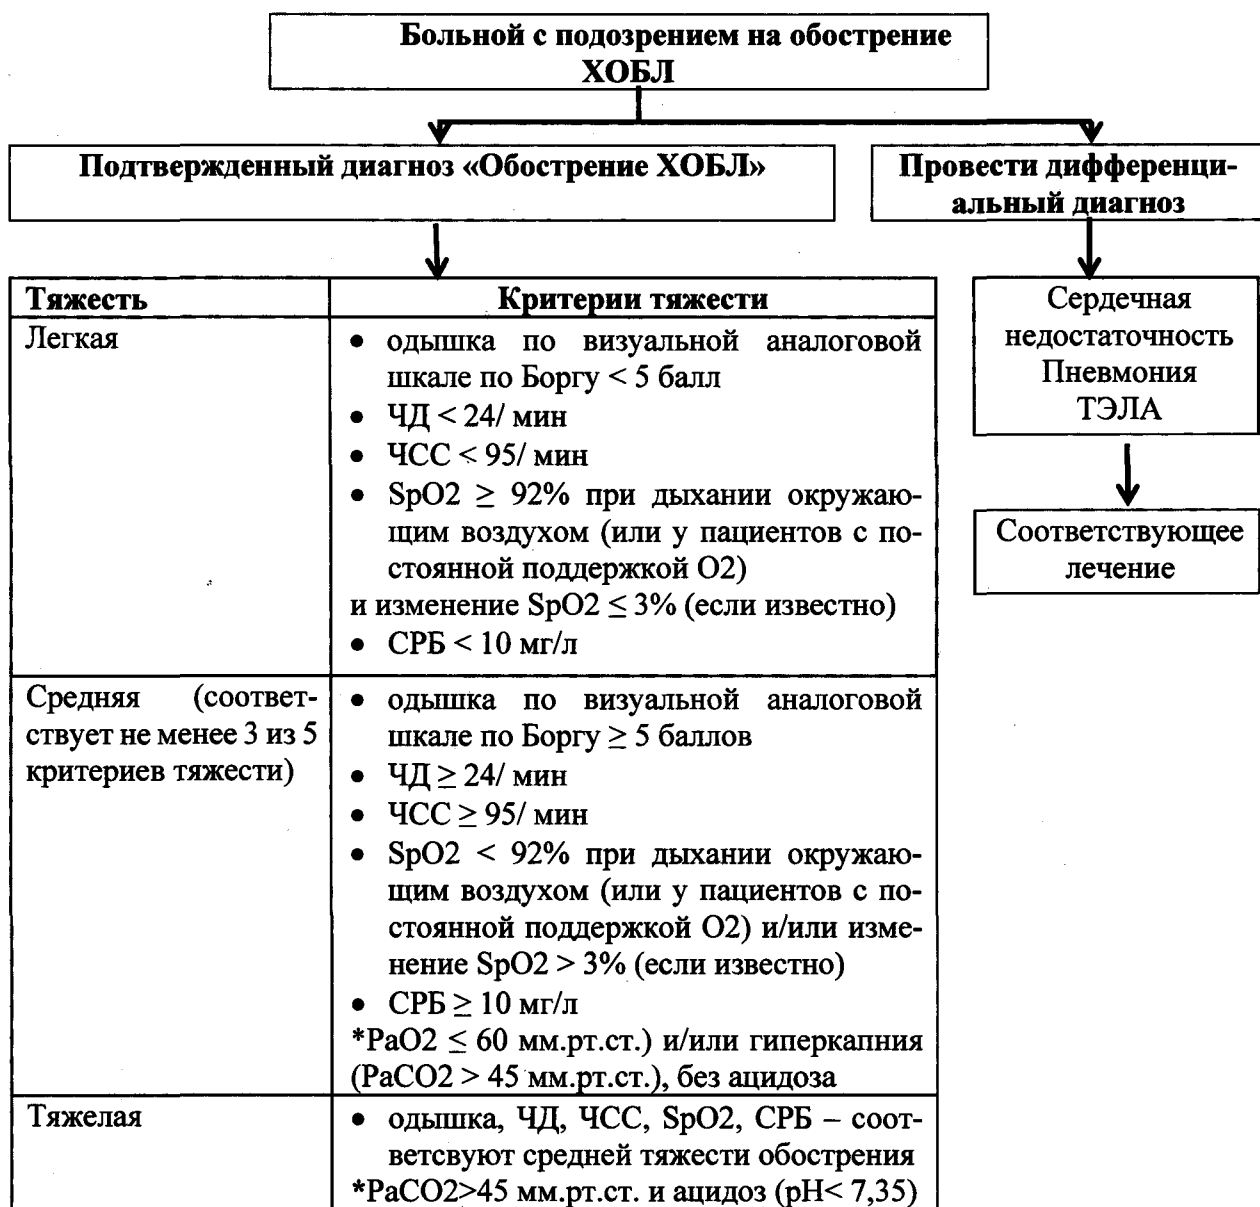 Больной с подозрением на обострение
ХОБЛ
Подтвержденный диагноз «Обострение ХОБЛ»
Провести дифференци-
альный диагноз
Тяжесть
Критерии тяжести
Легкая
• одышка по визуальной аналоговой
шкале по Боргу < 5 балл
• ЧД < 24/ мин
• ЧСС < 95/ мин
• SpO2 ≥ 92% при дыхании окружаю-
щим воздухом (или у пациентов с по-
стоянной поддержкой О2)
и изменение SpO2 ≤ 3% (если известно)
• СРБ < 10 мг/л
Средняя (соответ-
ствует не менее 3 из 5
критериев тяжести)
• одышка по визуальной аналоговой
шкале по Боргу ≥ 5 баллов
• ЧД ≥ 24/ мин
• ЧСС ≥ 95/ мин
• SpO2 < 92% при дыхании окружаю-
щим воздухом (или у пациентов с по-
стоянной поддержкой О2) и/или изме-
нение SpO2 > 3% (если известно)
• СРБ ≥ 10 мг/л
*PaO2 ≤ 60 мм.рт.ст.) и/или гиперкапния
(PaCO2 > 45 мм.рт.ст.), без ацидоза
Тяжелая
• одышка, ЧД, ЧСС, SpO2, СРБ – соот-
ветсвуют средней тяжести обострения
*PaCO2>45 мм.рт.ст. и ацидоз (pH< 7,35)
Сердечная
недостаточность
Пневмония
ТЭЛА
Соответствующее
лечение